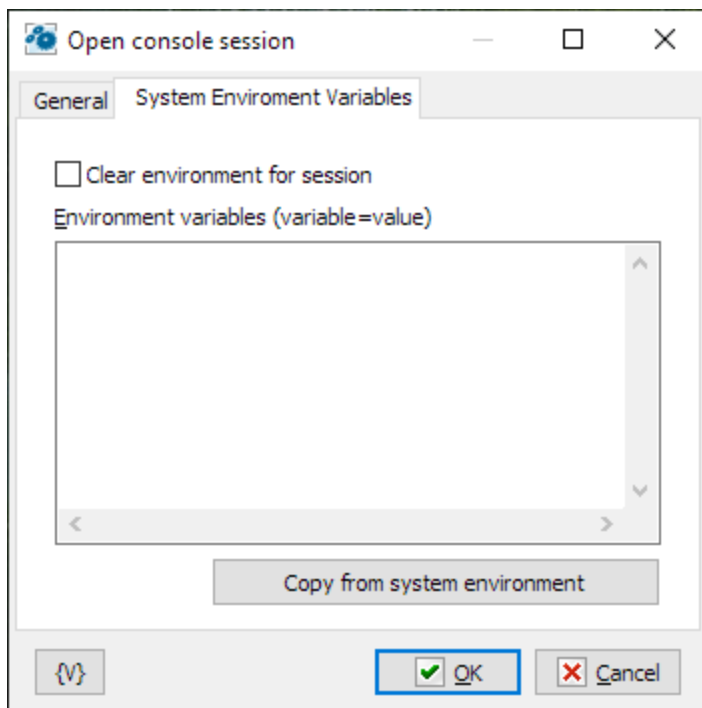 Open console session
General
System Enviroment Variables
Clear environment for session
Environment variables (variable=value)
Copy from system environment
{V}
OK
Cancel